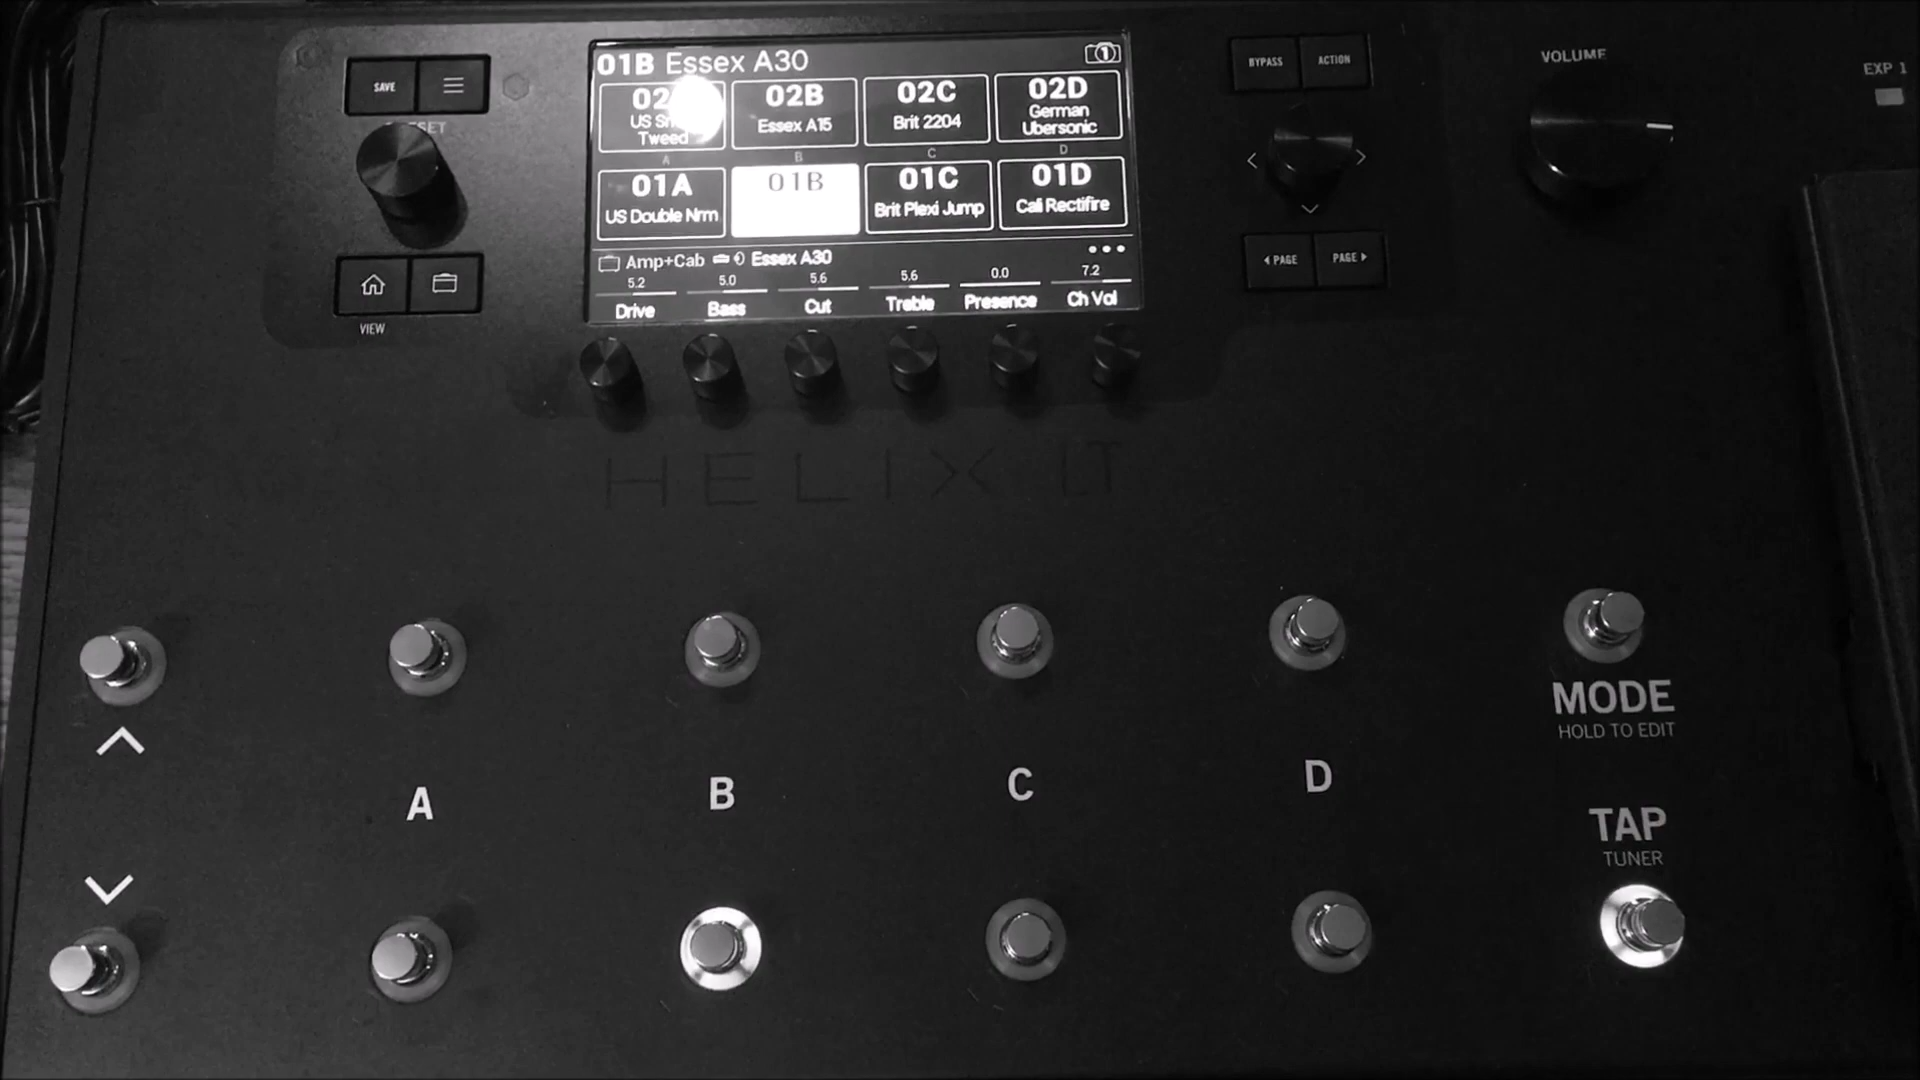 SAVE
01B Essex A30
1
BYPASS
ACTION
VOLUME
EXP 1
02
US
Tweed
02B
Essex A15
02C
Brit 2204
02D
German
Ubersonic
A
B
C
D
01A
US Double Nrm
01B
01C
Brit Plexi Jump
01D
Cali Rectifire
Amp+Cab Essex A30
5.2 5.0 5.6 5.6 0.0 7.2
Drive Bass Cut Treble Presence Ch Vol
PAGE
PAGE
VIEW
HELIX LT
MODE
HOLD TO EDIT
A
B
C
D
TAP
TUNER